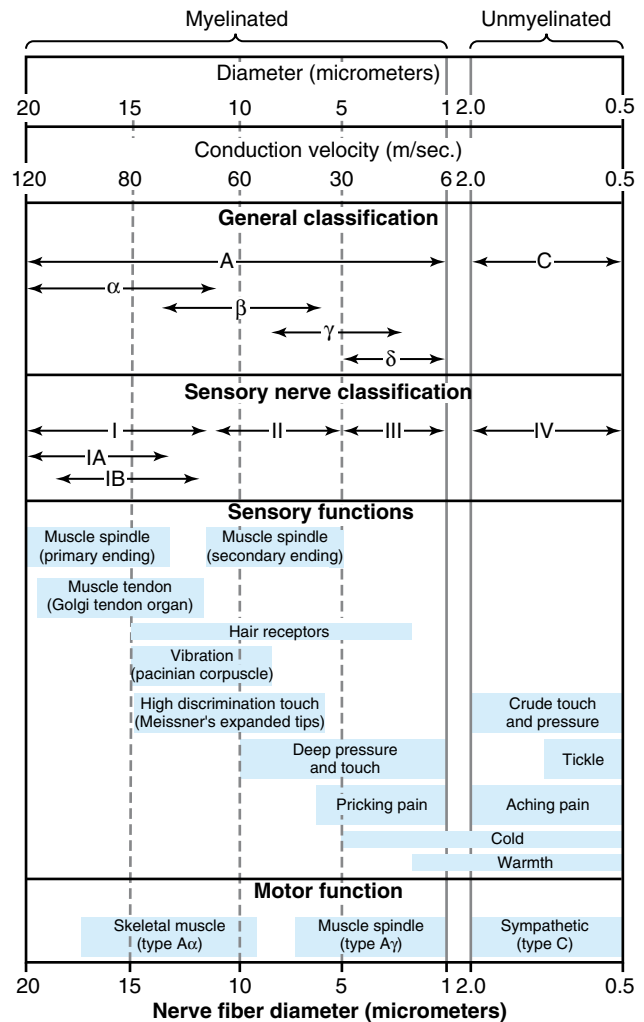 Myelinated Unmyelinated
Diameter (micrometers)
20 15 10 5 1 2.0 0.5
Conduction velocity (m/sec.)
120 80 60 30 6 2.0 0.5
General classification
A C
α
β
γ
δ
Sensory nerve classification
I II III IV
IA
IB
Sensory functions
Muscle spindle Muscle spindle
(primary ending) (secondary ending)
Muscle tendon
(Golgi tendon organ)
Hair receptors
Vibration
(pacinian corpuscle)
High discrimination touch Crude touch
(Meissner's expanded tips) and pressure
Deep pressure
and touch
Tickle
Pricking pain Aching pain
Cold
Warmth
Motor function
Skeletal muscle Muscle spindle Sympathetic
(type Aα) (type Aγ) (type C)
20 15 10 5 1 2.0 0.5
Nerve fiber diameter (micrometers)